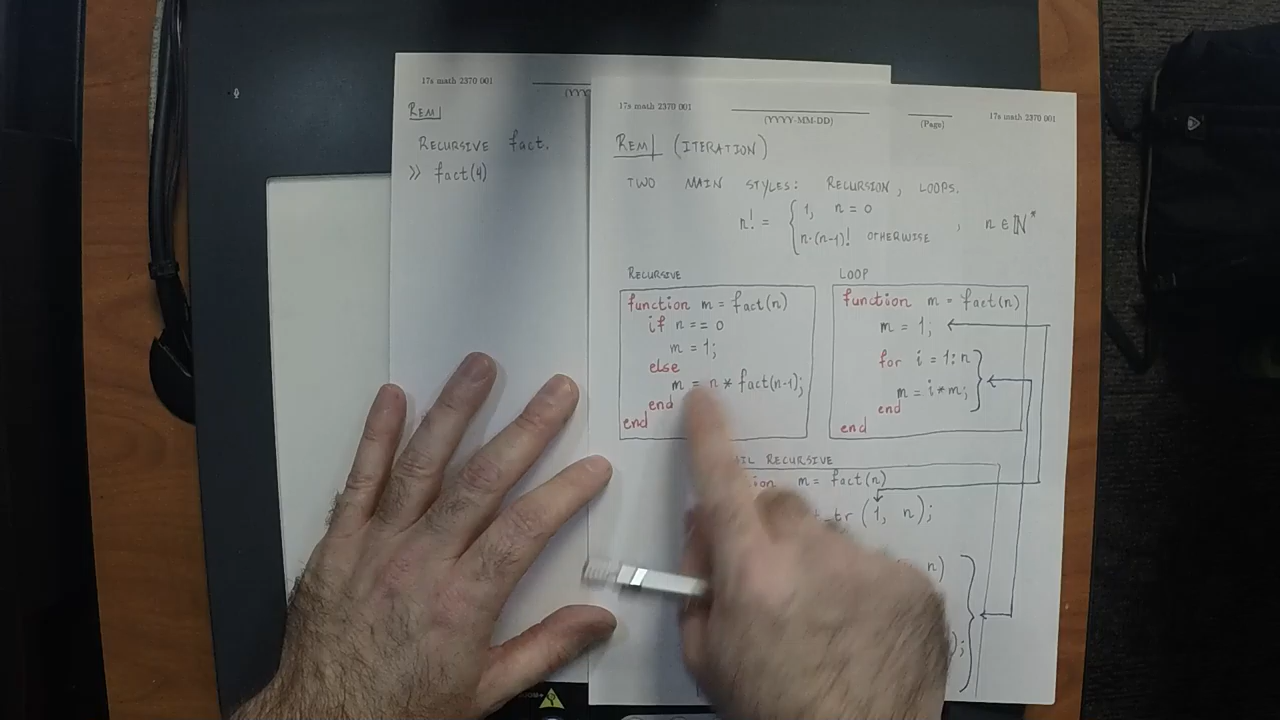 17s math 2370 001
REM
RECURSIVE fact.
>> fact(4)
17s math 2370 001
(YYYY-MM-DD)
(Page)
17s math 2370 001
REM (ITERATION)
TWO MAIN STYLES: RECURSION, LOOPS.
n! = { 1, n = 0
n·(n-1)! OTHERWISE , n ∈ ℕ*
RECURSIVE
function m = fact(n)
if n == 0
m = 1;
else
m = n * fact(n-1);
end
end
LOOP
function m = fact(n)
m = 1;
for i = 1:n
m = i*m;
end
end
RECURSIVE
m = fact(n)
(1, n);
n)
);